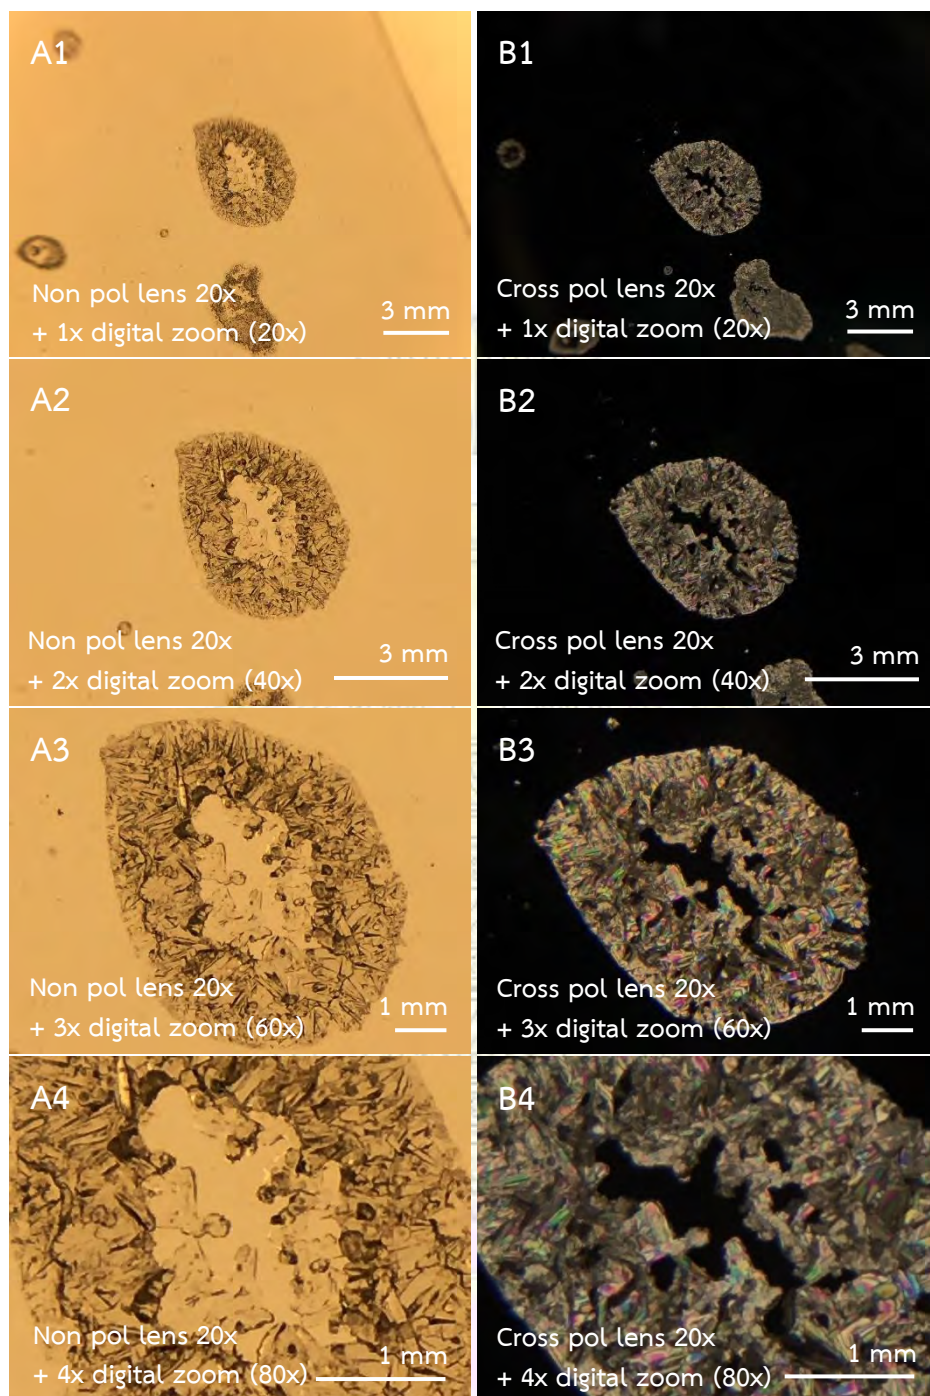 A1
Non pol lens 20x
+ 1x digital zoom (20x)
3 mm
B1
Cross pol lens 20x
+ 1x digital zoom (20x)
3 mm
A2
Non pol lens 20x
+ 2x digital zoom (40x)
3 mm
B2
Cross pol lens 20x
+ 2x digital zoom (40x)
3 mm
A3
Non pol lens 20x
+ 3x digital zoom (60x)
1 mm
B3
Cross pol lens 20x
+ 3x digital zoom (60x)
1 mm
A4
Non pol lens 20x
+ 4x digital zoom (80x)
1 mm
B4
Cross pol lens 20x
+ 4x digital zoom (80x)
1 mm